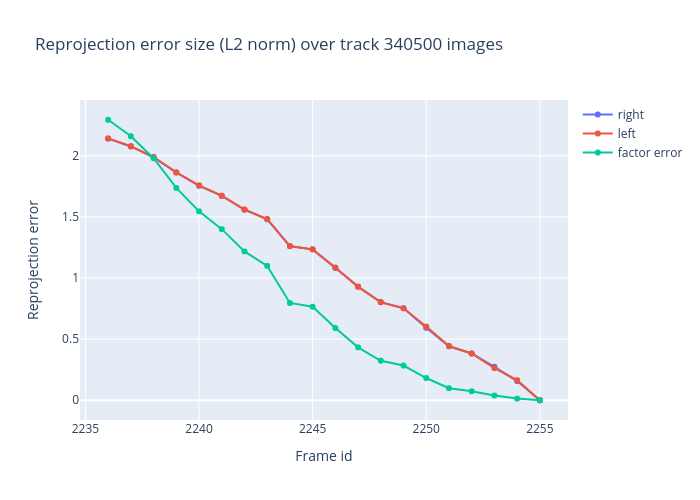 Reprojection error size (L2 norm) over track 340500 images
right
left
factor error
2
1.5
1
0.5
0
Reprojection error
2235
2240
2245
2250
2255
Frame id